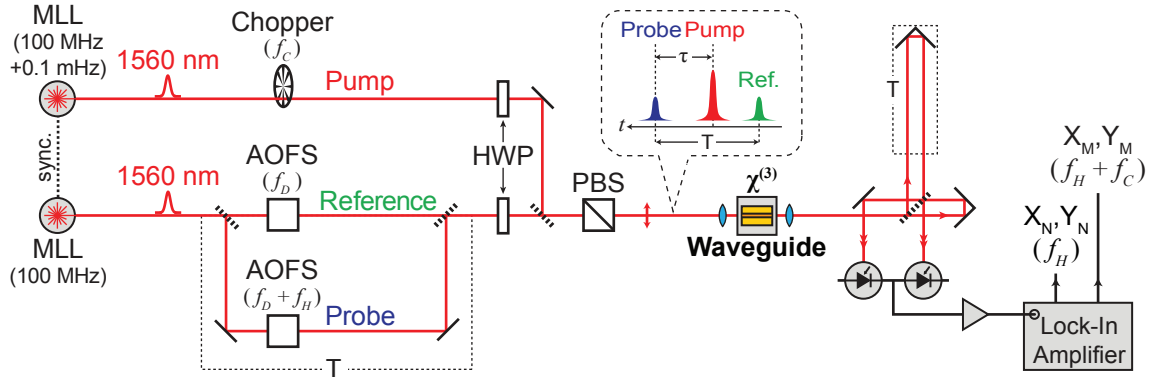 MLL
(100 MHz
+0.1 mHz)
1560 nm
Chopper
(f_C)
Pump
sync.
HWP
1560 nm
AOFS
(f_D)
Reference
MLL
(100 MHz)
AOFS
(f_D + f_H)
Probe
T
Probe Pump
τ
Ref.
t
T
PBS
χ(3)
Waveguide
T
X_M,Y_M
(f_H + f_C)
X_N,Y_N
(f_H)
Lock-In
Amplifier